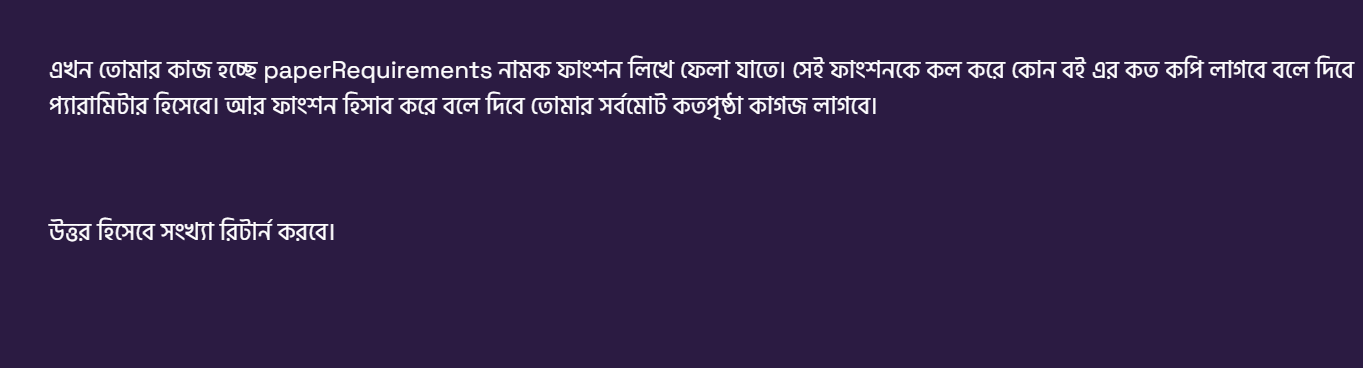 এখন তোমার কাজ হচ্ছে paperRequirements নামক ফাংশন লিখে ফেলা যাতে। সেই ফাংশনকে কল করে কোন বই এর কত কপি লাগবে বলে দিবে
প্যারামিটার হিসেবে। আর ফাংশন হিসাব করে বলে দিবে তোমার সর্বমোট কতপৃষ্ঠা কাগজ লাগবে।
উত্তর হিসেবে সংখ্যা রিটার্ন করবে।